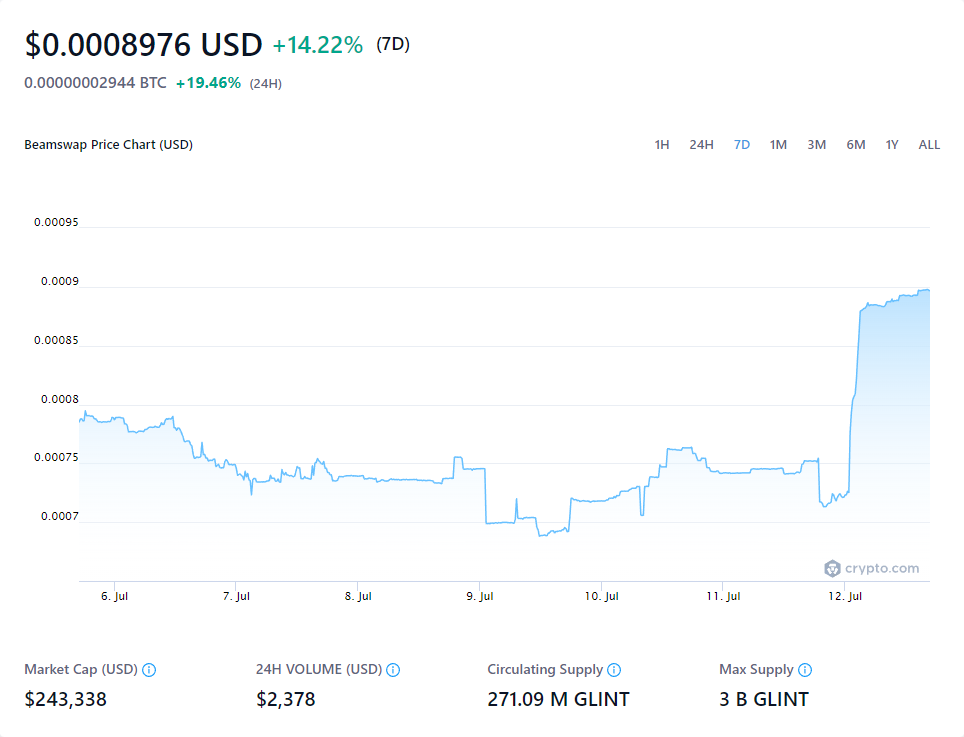 $0.0008976 USD +14.22% (7D)
0.00000002944 BTC +19.46% (24H)
Beamswap Price Chart (USD)
1H 24H 7D 1M 3M 6M 1Y ALL
0.00095
0.0009
0.00085
0.0008
0.00075
0.0007
crypto.com
6. Jul 7. Jul 8. Jul 9. Jul 10. Jul 11. Jul 12. Jul
Market Cap (USD) 24H VOLUME (USD) Circulating Supply Max Supply
$243,338 $2,378 271.09 M GLINT 3 B GLINT